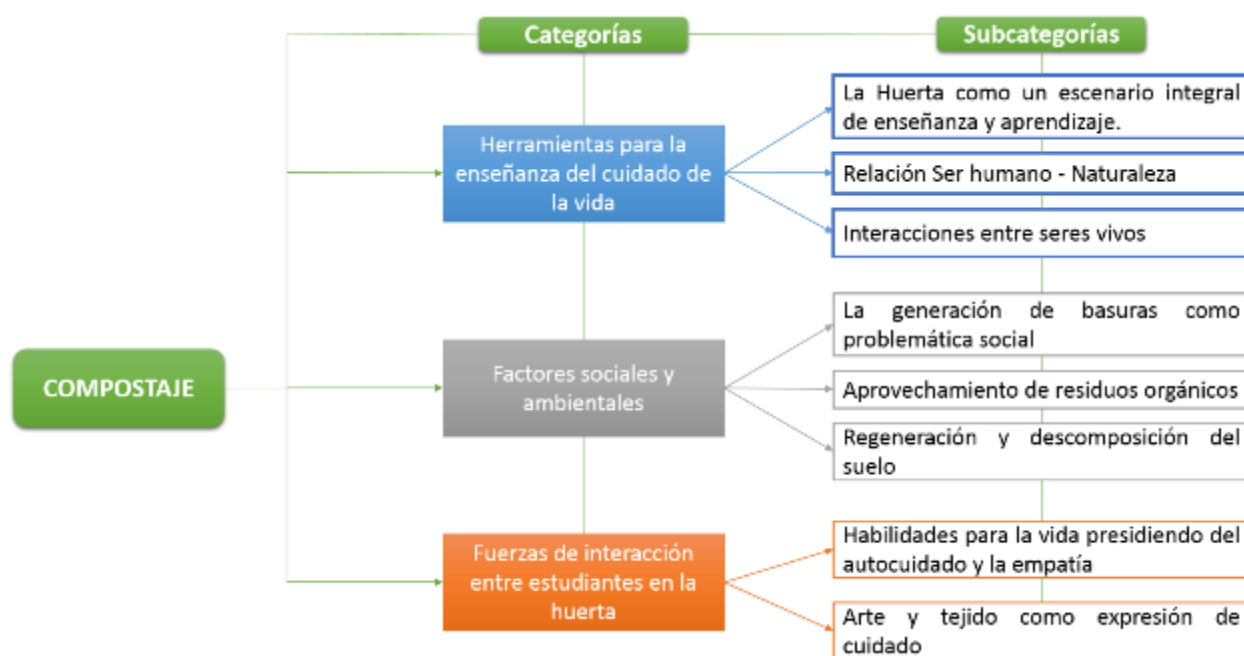 Categorías
Subcategorías
La Huerta como un escenario integral
de enseñanza y aprendizaje.
Herramientas para la
enseñanza del cuidado de
la vida
Relación Ser humano - Naturaleza
Interacciones entre seres vivos
COMPOSTAJE
Factores sociales y
ambientales
La generación de basuras como
problemática social
Aprovechamiento de residuos orgánicos
Regeneración y descomposición del
suelo
Fuerzas de interacción
entre estudiantes en la
huerta
Habilidades para la vida presidiendo del
autocuidado y la empatía
Arte y tejido como expresión de
cuidado